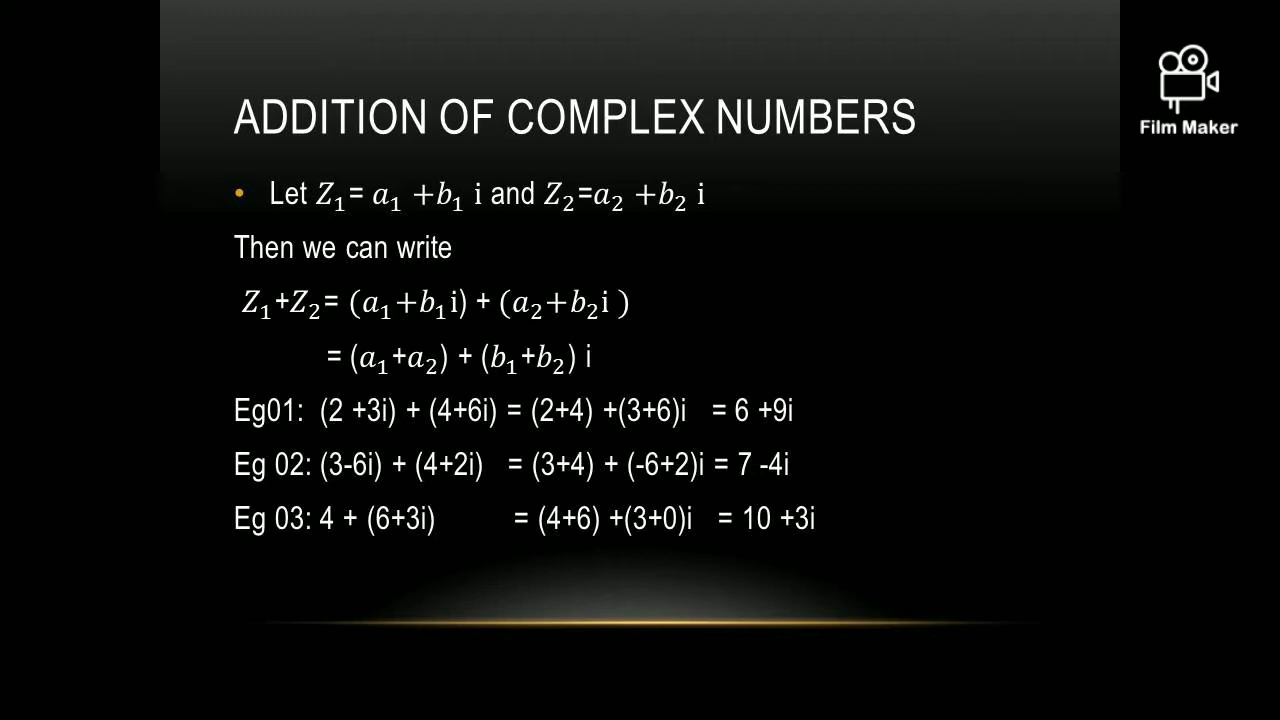 ADDITION OF COMPLEX NUMBERS
Film Maker
• Let 𝑍₁= 𝑎₁ +𝑏₁ i and 𝑍₂=𝑎₂ +𝑏₂ i
Then we can write
𝑍₁+𝑍₂= (𝑎₁+𝑏₁i) + (𝑎₂+𝑏₂i )
= (𝑎₁+𝑎₂) + (𝑏₁+𝑏₂) i
Eg01: (2 +3i) + (4+6i) = (2+4) +(3+6)i = 6 +9i
Eg 02: (3-6i) + (4+2i) = (3+4) + (-6+2)i = 7 -4i
Eg 03: 4 + (6+3i) = (4+6) +(3+0)i = 10 +3i